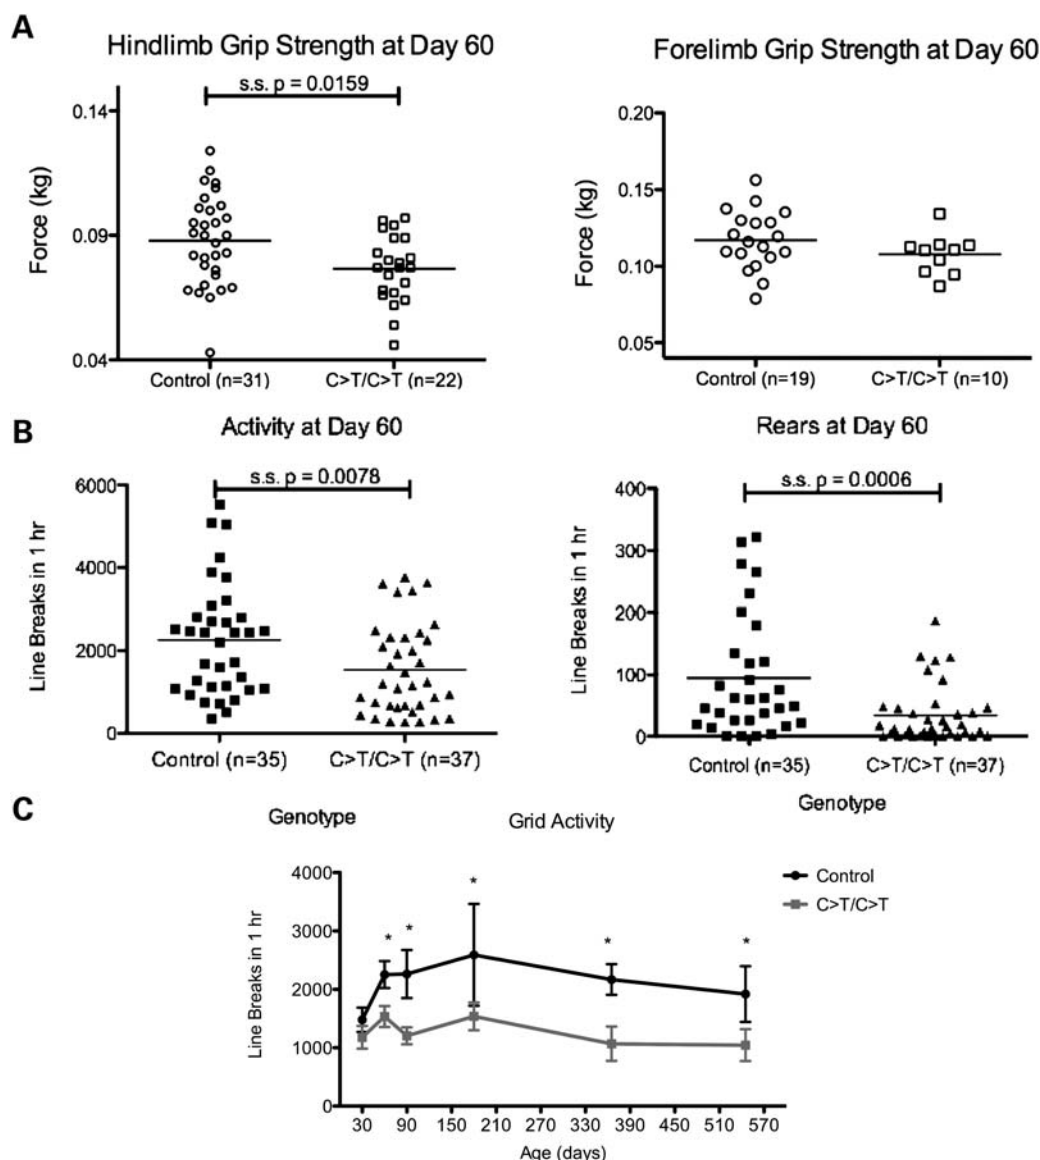 A
Hindlimb Grip Strength at Day 60
s.s. p = 0.0159
0.14
0.09
0.04
Force (kg)
Control (n=31)
C>T/C>T (n=22)
Forelimb Grip Strength at Day 60
0.20
0.15
0.10
0.05
Force (kg)
Control (n=19)
C>T/C>T (n=10)
B
Activity at Day 60
s.s. p = 0.0078
6000
4000
2000
0
Line Breaks in 1 hr
Control (n=35)
C>T/C>T (n=37)
Genotype
Rears at Day 60
s.s. p = 0.0006
400
300
200
100
0
Line Breaks in 1 hr
Control (n=35)
C>T/C>T (n=37)
Genotype
C
Grid Activity
4000
3000
2000
1000
0
Line Breaks in 1 hr
* * * * *
30 90 150 210 270 330 390 450 510 570
Age (days)
Control
C>T/C>T